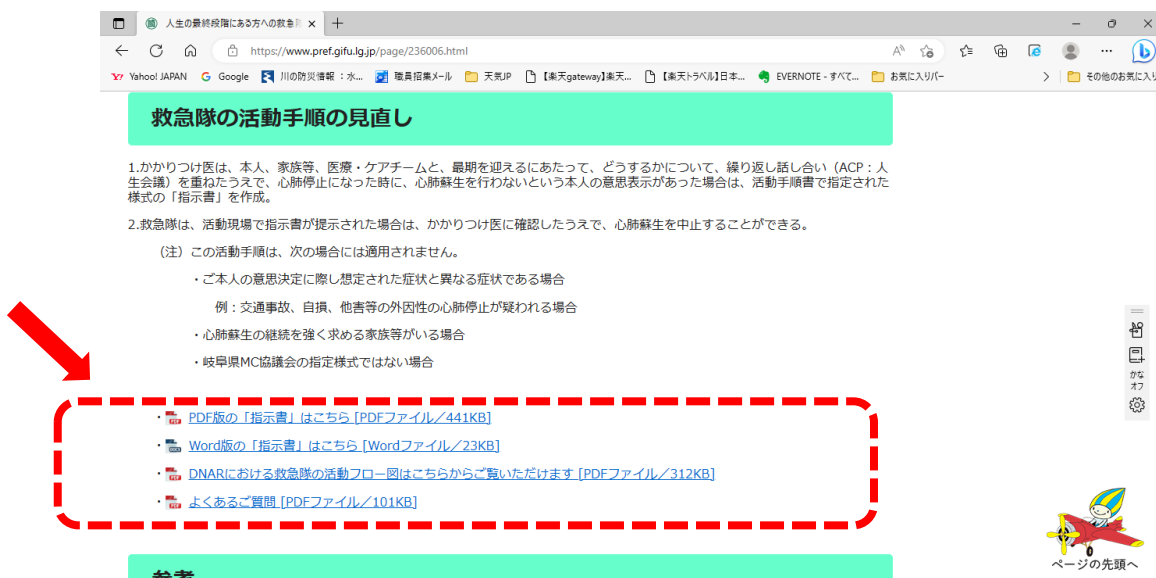 人生の最終段階にある方への救急
https://www.pref.gifu.lg.jp/page/236006.html
Yahoo! JAPAN
Google
川の防災情報：水...
職員招集メール
天気JP
【楽天gateway】楽天...
【楽天トラベル】日本...
EVERNOTE - すべて...
お気に入りバー
その他のお気に入り
救急隊の活動手順の見直し
1.かかりつけ医は、本人、家族等、医療・ケアチームと、最期を迎えるにあたって、どうするかについて、繰り返し話し合い（ACP：人
生会議）を重ねたうえで、心肺停止になった時に、心肺蘇生を行わないという本人の意思表示があった場合は、活動手順書で指定された
様式の「指示書」を作成。
2.救急隊は、活動現場で指示書が提示された場合は、かかりつけ医に確認したうえで、心肺蘇生を中止することができる。
（注）この活動手順は、次の場合には適用されません。
・ご本人の意思決定に際し想定された症状と異なる症状である場合
例：交通事故、自損、他害等の外因性の心肺停止が疑われる場合
・心肺蘇生の継続を強く求める家族等がいる場合
・岐阜県MC協議会の指定様式ではない場合
かな
オフ
・PDF版の「指示書」はこちら [PDFファイル／441KB]
・Word版の「指示書」はこちら [Wordファイル／23KB]
・DNARにおける救急隊の活動フロー図はこちらからご覧いただけます [PDFファイル／312KB]
・よくあるご質問 [PDFファイル／101KB]
ページの先頭へ
参考